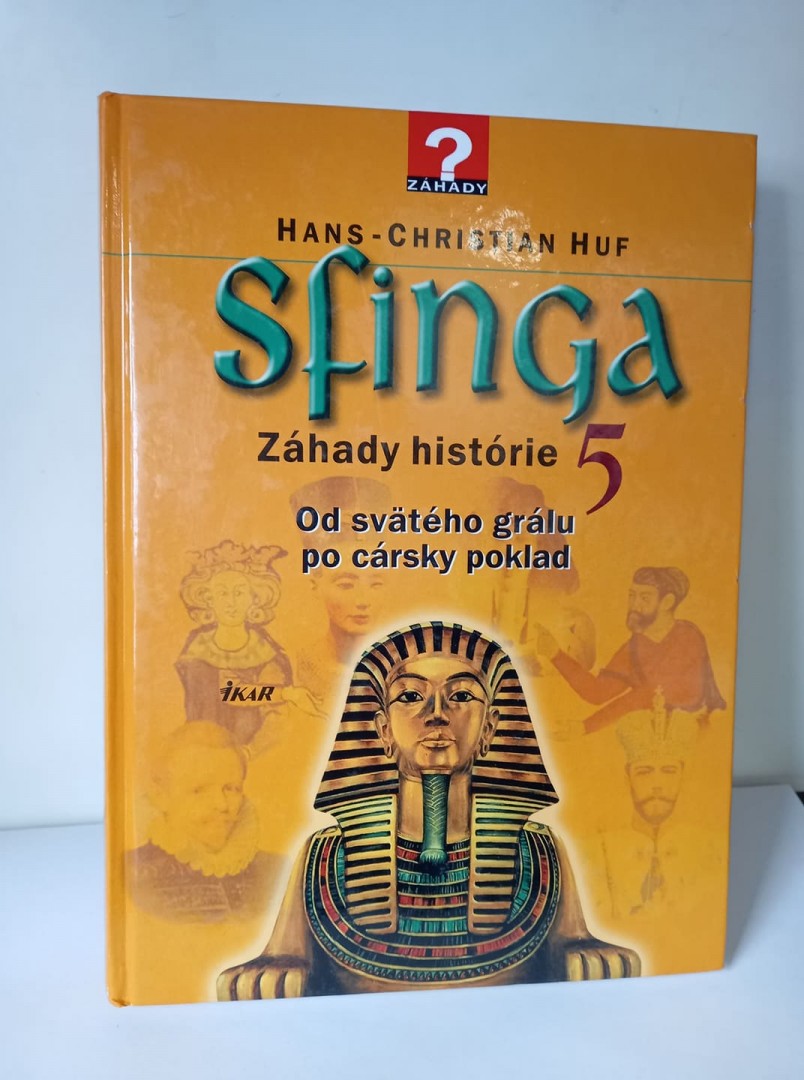 ?
ZÁHADY
HANS-CHRISTIAN HUF
Sfinga
Záhady histórie 5
Od svätého grálu
po cársky poklad
iKAR